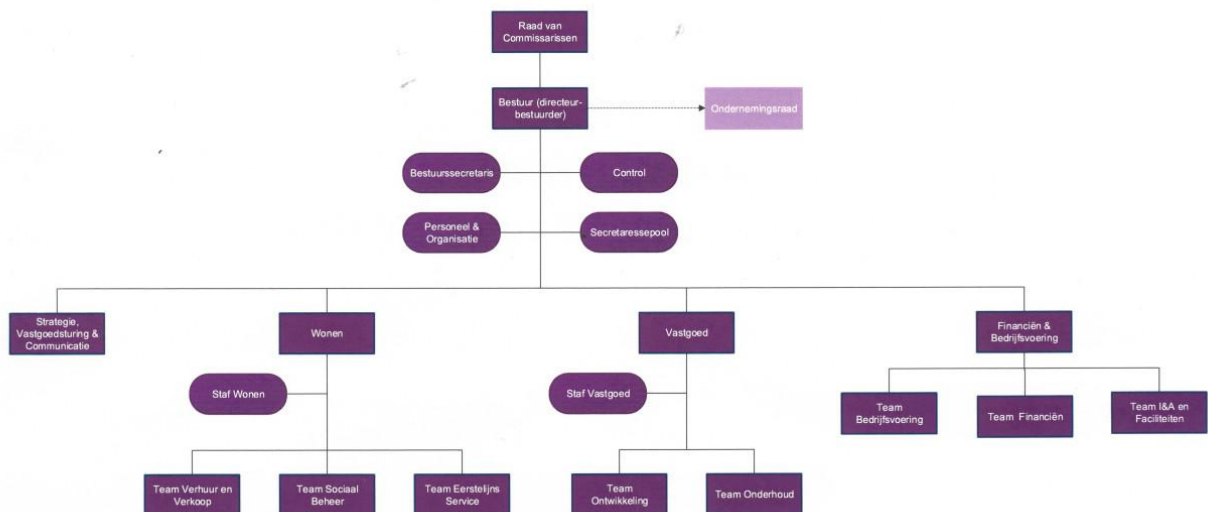 Raad van
Commissarissen
Bestuur (directeur-
bestuurder)
Ondernemingsraad
Bestuurssecretaris
Control
Personeel &
Organisatie
Secretaressepool
Strategie,
Vastgoedsturing &
Communicatie
Wonen
Vastgoed
Financiën &
Bedrijfsvoering
Staf Wonen
Staf Vastgoed
Team
Bedrijfsvoering
Team Financiën
Team I&A en
Faciliteiten
Team Verhuur en
Verkoop
Team Sociaal
Beheer
Team Eerstelijns
Service
Team
Ontwikkeling
Team Onderhoud